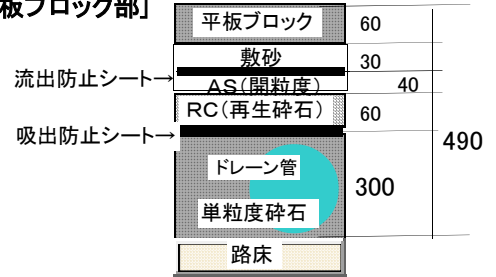 板ブロック部]
平板ブロック 60
敷砂 30
流出防止シート→
AS(開粒度) 40
RC(再生砕石) 60
吸出防止シート→
490
ドレーン管
300
単粒度砕石
路床